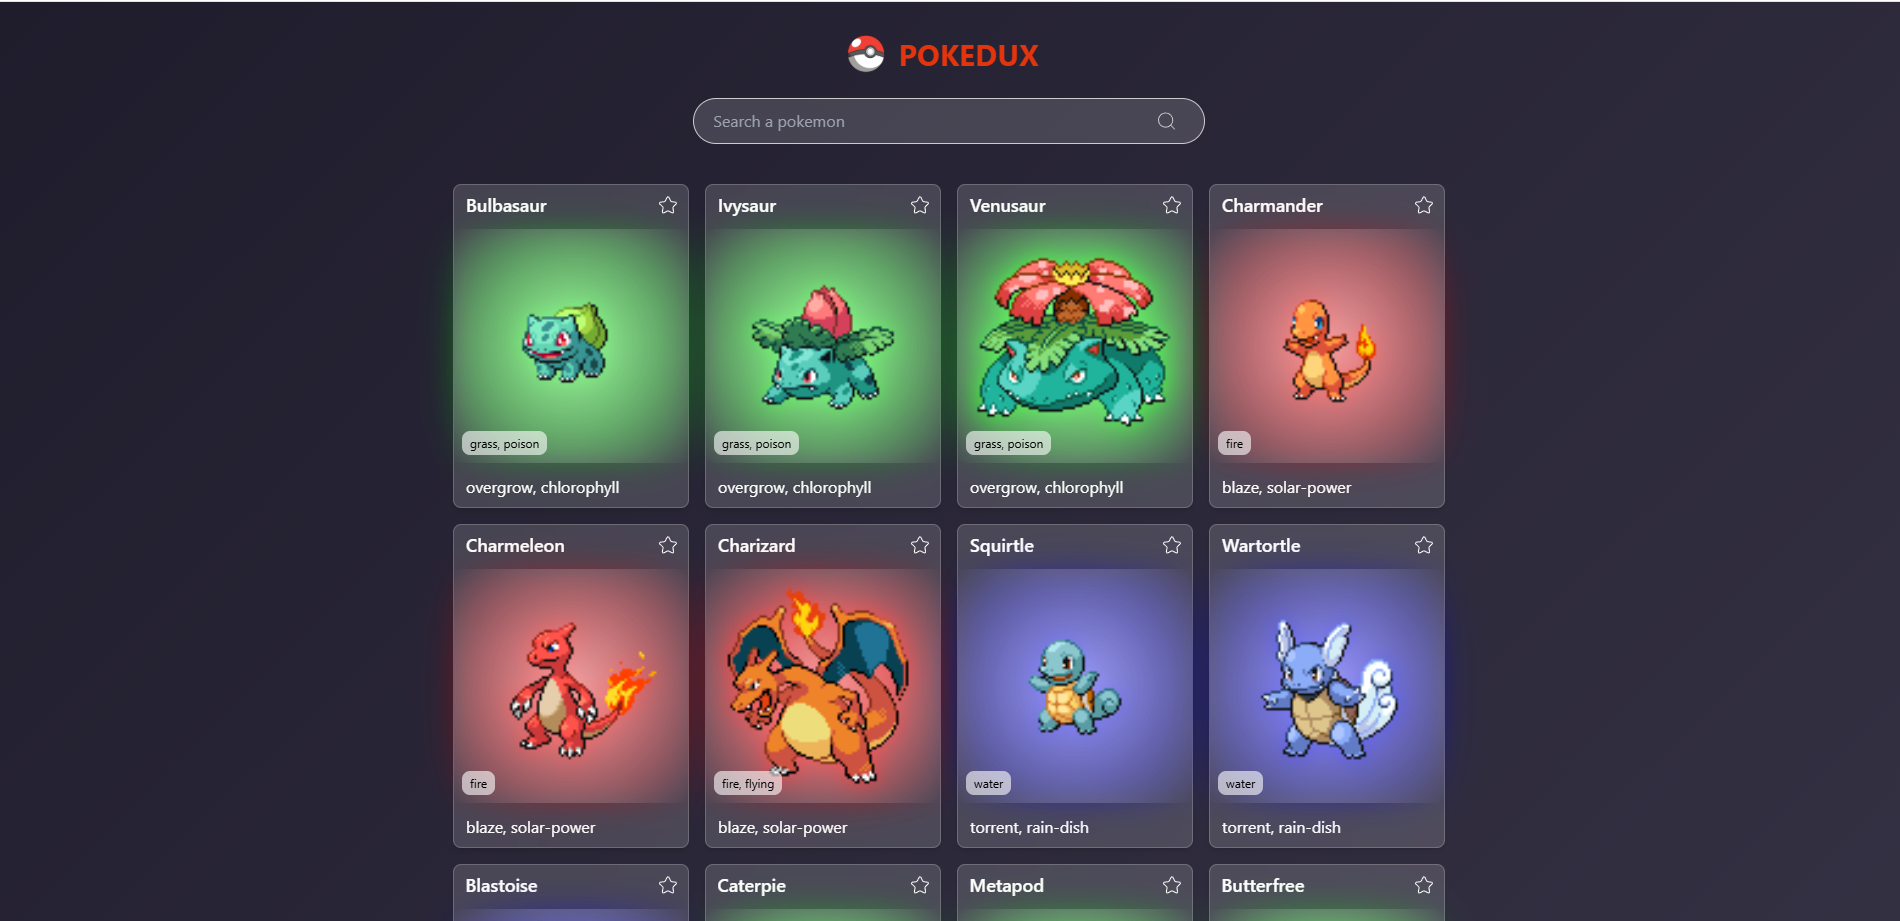 POKEDUX
Search a pokemon
Bulbasaur
grass, poison
overgrow, chlorophyll
Ivysaur
grass, poison
overgrow, chlorophyll
Venusaur
grass, poison
overgrow, chlorophyll
Charmander
fire
blaze, solar-power
Charmeleon
fire
blaze, solar-power
Charizard
fire, flying
blaze, solar-power
Squirtle
water
torrent, rain-dish
Wartortle
water
torrent, rain-dish
Blastoise
Caterpie
Metapod
Butterfree